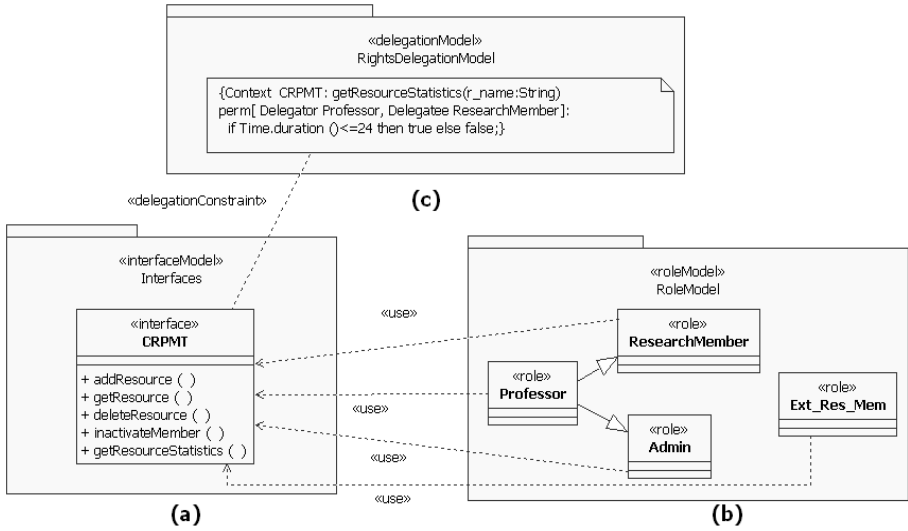 «delegationModel»
RightsDelegationModel
{Context CRPMT: getResourceStatistics(r_name:String)
perm[ Delegator Professor, Delegatee ResearchMember]:
if Time.duration ()<=24 then true else false;}
«delegationConstraint»
(c)
«interfaceModel»
Interfaces
«interface»
CRPMT
+ addResource ( )
+ getResource ( )
+ deleteResource ( )
+ inactivateMember ( )
+ getResourceStatistics ( )
(a)
«use»
«use»
«use»
«use»
«roleModel»
RoleModel
«role»
ResearchMember
«role»
Professor
«role»
Ext_Res_Mem
«role»
Admin
(b)